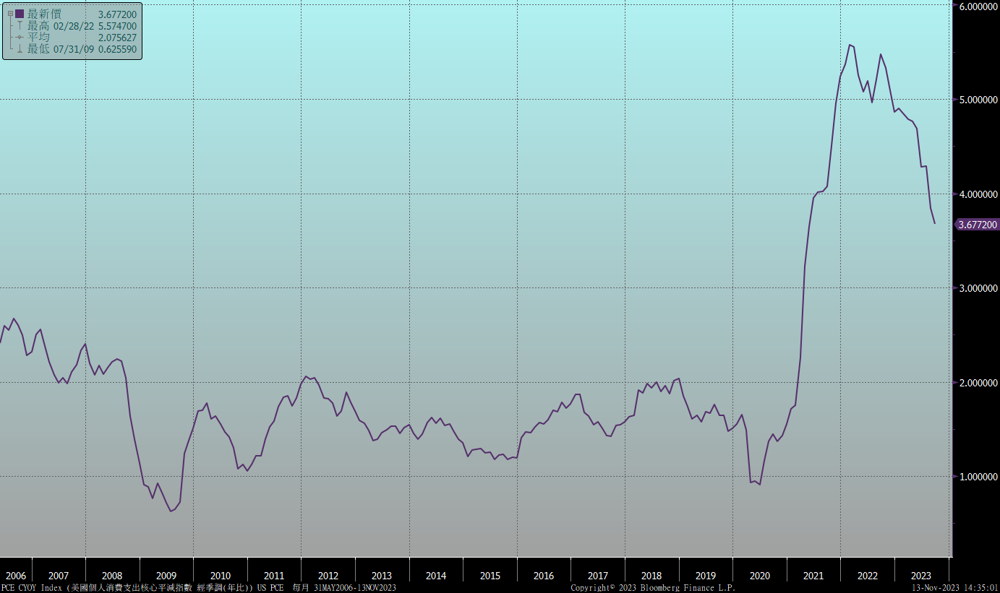 最新價 3.677200
最高 02/28/22 5.574700
平均 2.075627
最低 07/31/09 0.625590
6.000000
5.000000
4.000000
3.677200
3.000000
2.000000
1.000000
2006 2007 2008 2009 2010 2011 2012 2013 2014 2015 2016 2017 2018 2019 2020 2021 2022 2023
PCE CYOY Index (美國個人消費支出核心平減指數 經季調(年比)) US PCE 每月 31MAY2006-13NOV2023 Copyright© 2023 Bloomberg Finance L.P. 13-Nov-2023 14:35:01